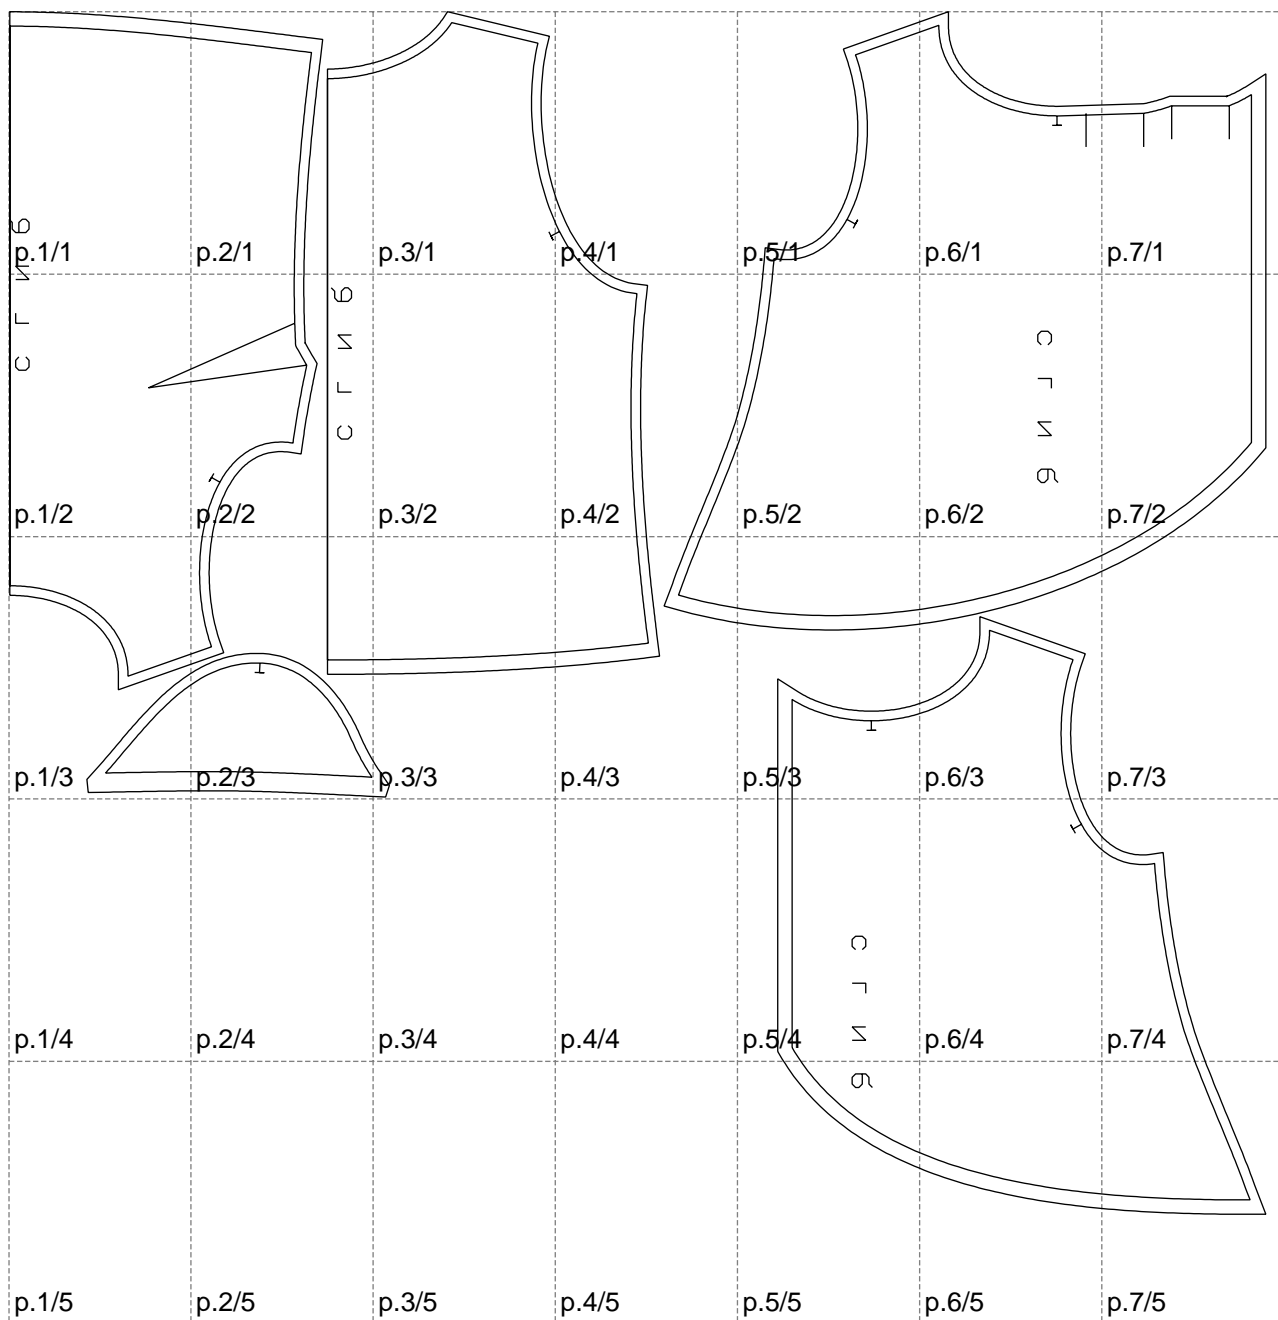 С Г И Б
p.1/1 p.2/1 p.3/1 p.4/1 p.5/1 p.6/1 p.7/1
С Г И Б
С Г И Б
p.1/2 p.2/2 p.3/2 p.4/2 p.5/2 p.6/2 p.7/2
p.1/3 p.2/3 p.3/3 p.4/3 p.5/3 p.6/3 p.7/3
С Г И Б
p.1/4 p.2/4 p.3/4 p.4/4 p.5/4 p.6/4 p.7/4
p.1/5 p.2/5 p.3/5 p.4/5 p.5/5 p.6/5 p.7/5